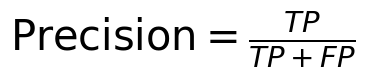 Precision = TP / TP + FP